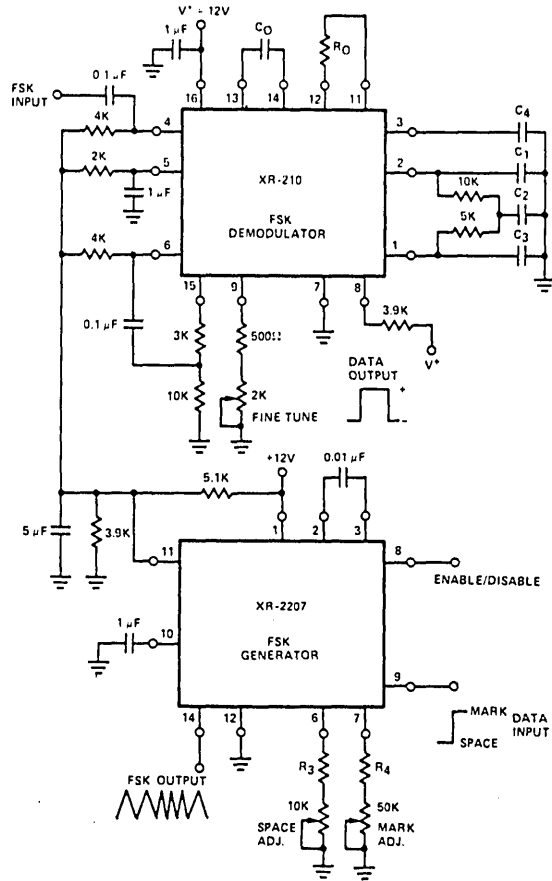 V⁺ = 12V
1 μF
C₀
R₀
FSK
INPUT
0.1 μF
16
13
14
12
11
4K
4
3
C₄
2K
5
XR-210
2
C₁
1 μF
10K
FSK
DEMODULATOR
C₂
5K
4K
6
1
C₃
15
9
7
8
0.1 μF
3K
500Ω
3.9K
V⁺
DATA
OUTPUT
+
-
10K
2K
FINE TUNE
+12V
0.01 μF
5.1K
5 μF
3.9K
1
2
3
11
8
ENABLE/DISABLE
XR-2207
1 μF
10
FSK
GENERATOR
9
MARK
DATA
INPUT
SPACE
14
12
6
7
FSK OUTPUT
R₃
R₄
10K
SPACE
ADJ.
50K
MARK
ADJ.